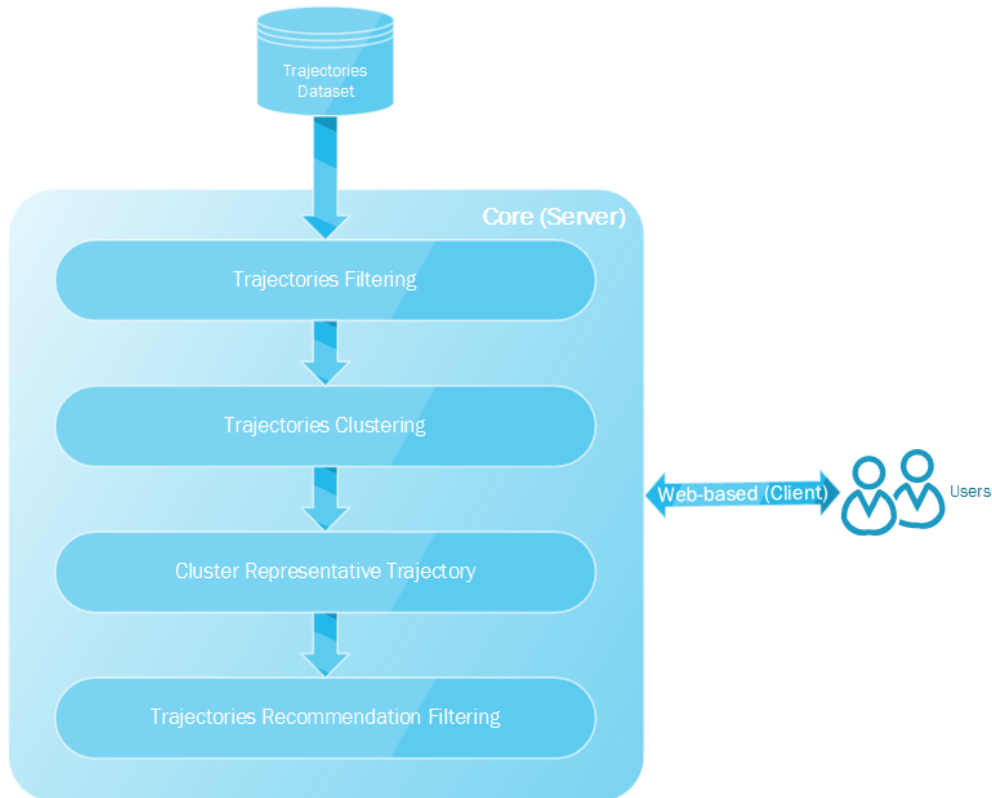 Trajectories
Dataset
Core (Server)
Trajectories Filtering
Trajectories Clustering
Web-based (Client)
Users
Cluster Representative Trajectory
Trajectories Recommendation Filtering